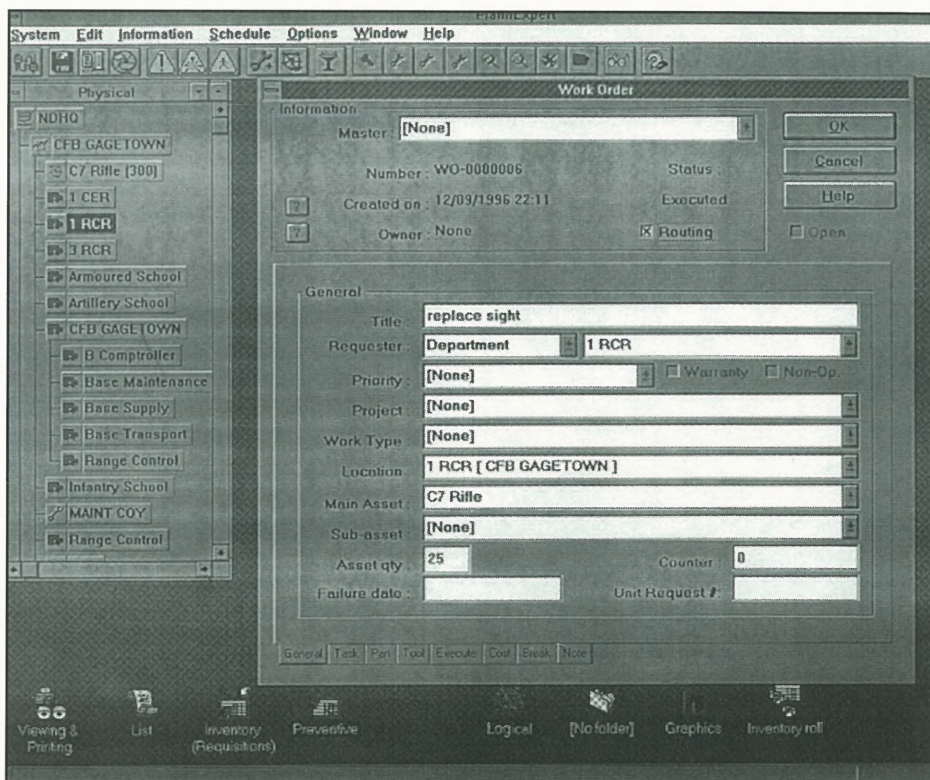 PrannExpert
System Edit Information Schedule Options Window Help
Physical
NDHQ
CFB GAGETOWN
C7 Rifle [300]
1 CER
1 RCR
3 RCR
Armoured School
Artillery School
CFB GAGETOWN
B Comptroller
Base Maintenance
Base Supply
Base Transport
Range Control
Infantry School
MAINT COY
Range Control
Work Order
Information
Master : [None]
Number : WO-0000006 Status :
? Created on : 12/09/1996 22:11 Executed
? Owner : None Routing Open
OK
Cancel
Help
General
Title : replace sight
Requester : Department 1 RCR
Priority : [None] Warranty Non-Op.
Project : [None]
Work Type : [None]
Location : 1 RCR [ CFB GAGETOWN ]
Main Asset : C7 Rifle
Sub-asset : [None]
Asset qty : 25 Counter : 0
Failure date : Unit Request #:
General Task Part Tool Execute Cost Break Note
Viewing & Printing
List
Inventory (Requisitions)
Preventive
Logical
[No folder]
Graphics
Inventory roll